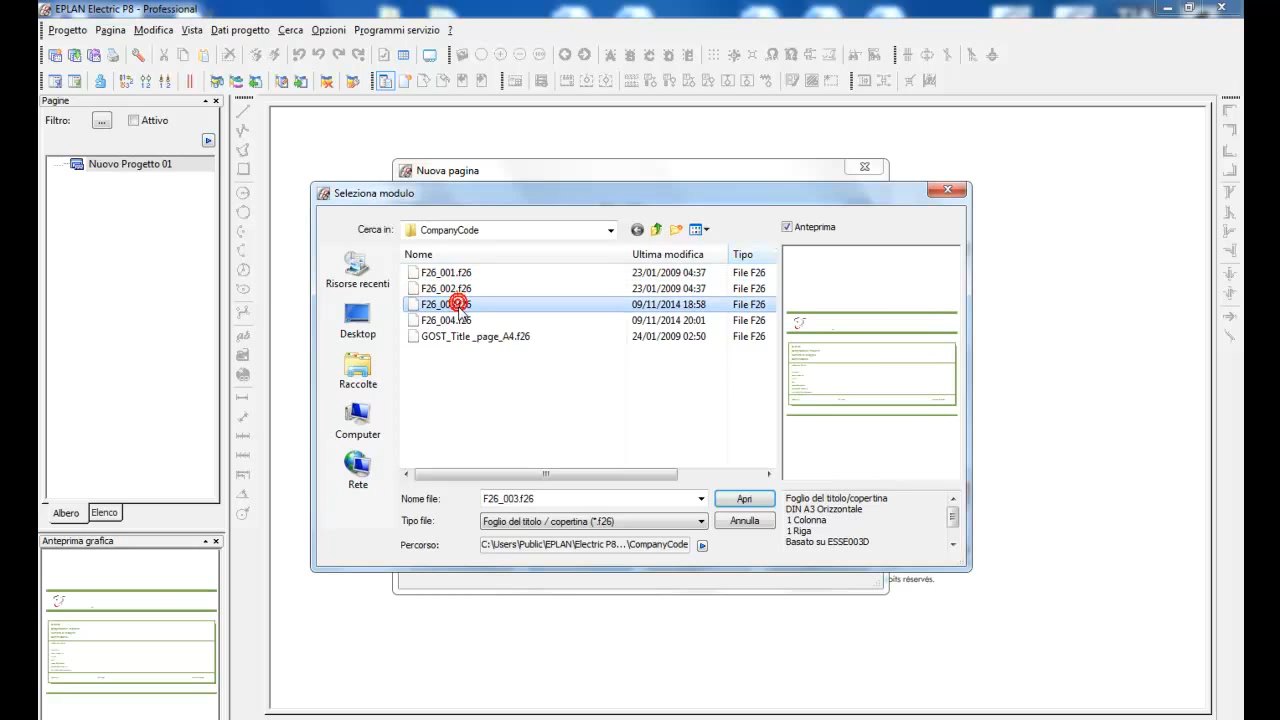 EPLAN Electric P8 - Professional
Progetto Pagina Modifica Vista Dati progetto Cerca Opzioni Programmi servizio ?
Pagine
Filtro: ... Attivo
Nuovo Progetto 01
Nuova pagina
Seleziona modulo
Cerca in: CompanyCode Anteprima
Nome Ultima modifica Tipo
F26_001.f26 23/01/2009 04:37 File F26
F26_002.f26 23/01/2009 04:37 File F26
F26_003.f26 09/11/2014 18:58 File F26
F26_004.f26 09/11/2014 20:01 File F26
GOST_Title _page_A4.f26 24/01/2009 02:50 File F26
Risorse recenti
Desktop
Raccolte
Computer
Rete
Nome file: F26_003.f26 Apri
Tipo file: Foglio del titolo / copertina (*.f26) Annulla
Percorso: C:\Users\Public\EPLAN\Electric P8...\CompanyCode
Foglio del titolo/copertina
DIN A3 Orizzontale
1 Colonna
1 Riga
Basato su ESSE003D
Albero Elenco
Anteprima grafica
oits réservés.